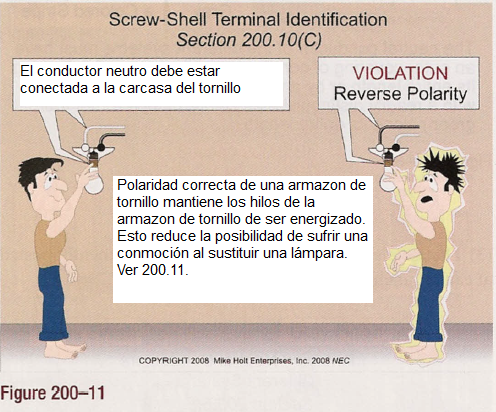 Screw-Shell Terminal Identification
Section 200.10(C)
El conductor neutro debe estar
conectada a la carcasa del tornillo
VIOLATION
Reverse Polarity
Polaridad correcta de una armazon de
tornillo mantiene los hilos de la
armazon de tornillo de ser energizado.
Esto reduce la posibilidad de sufrir una
conmoción al sustituir una lámpara.
Ver 200.11.
COPYRIGHT 2008 Mike Holt Enterprises, Inc. 2008 NEC
Figure 200–11